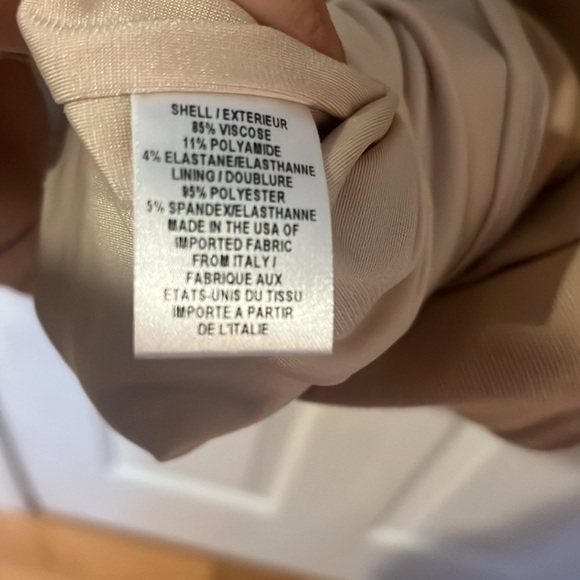 SHELL / EXTERIEUR
85% VISCOSE
11% POLYAMIDE
4% ELASTANE/ELASTHANNE
LINING / DOUBLURE
95% POLYESTER
5% SPANDEX/ELASTHANNE
MADE IN THE USA OF
IMPORTED FABRIC
FROM ITALY /
FABRIQUE AUX
ETATS-UNIS DU TISSU
IMPORTE A PARTIR
DE L'ITALIE